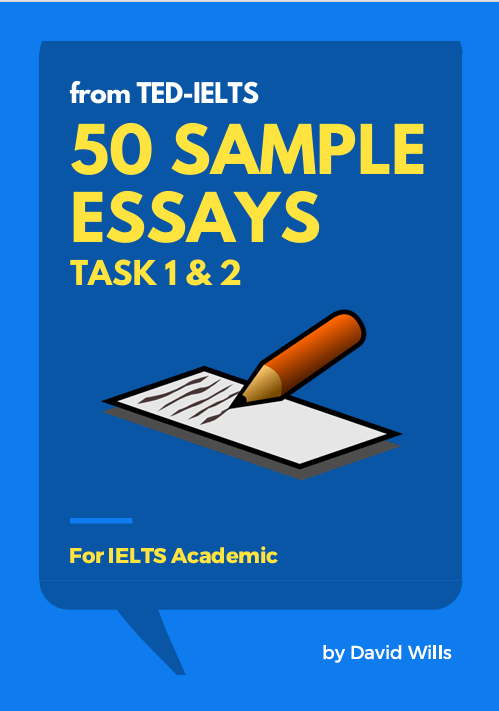 from TED-IELTS
50 SAMPLE
ESSAYS
TASK 1 & 2
For IELTS Academic
by David Wills